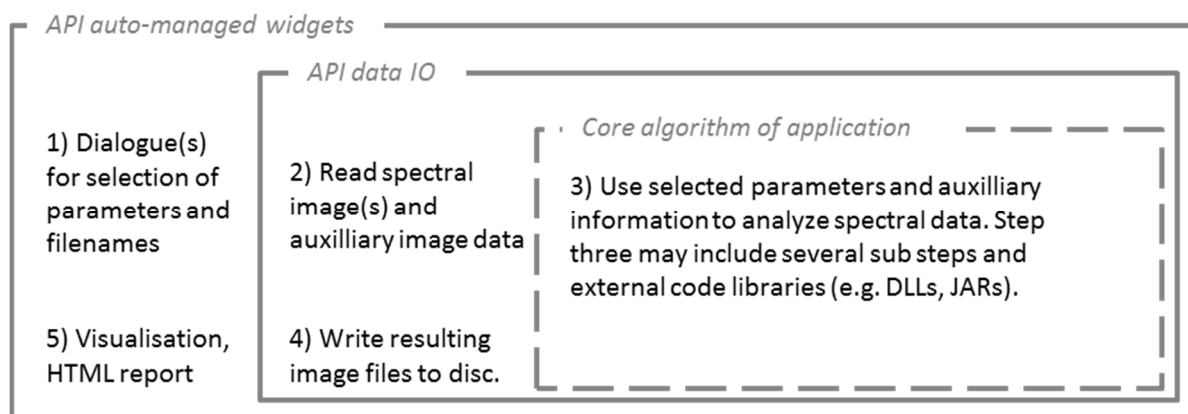 API auto-managed widgets
API data IO
Core algorithm of application
1) Dialogue(s)
for selection of
parameters and
filenames
2) Read spectral
image(s) and
auxilliary image data
3) Use selected parameters and auxilliary
information to analyze spectral data. Step
three may include several sub steps and
external code libraries (e.g. DLLs, JARs).
5) Visualisation,
HTML report
4) Write resulting
image files to disc.